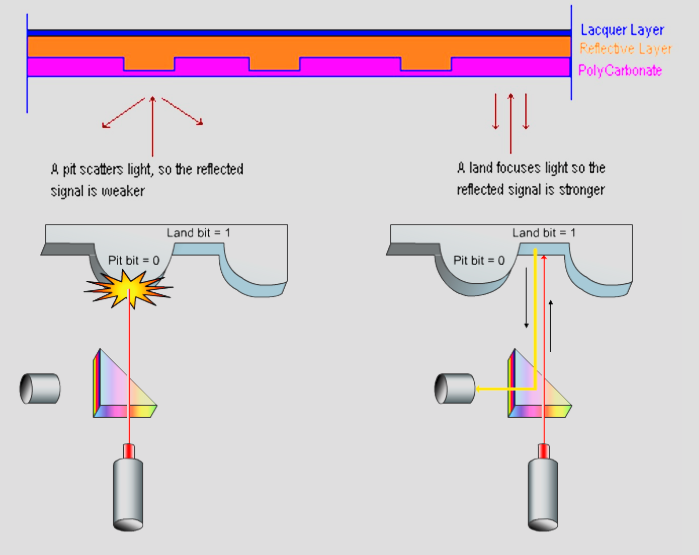 Lacquer Layer
Reflective Layer
PolyCarbonate
A pit scatters light, so the reflected
signal is weaker
A land focuses light so the
reflected signal is stronger
Land bit = 1
Pit bit = 0
Land bit = 1
Pit bit = 0